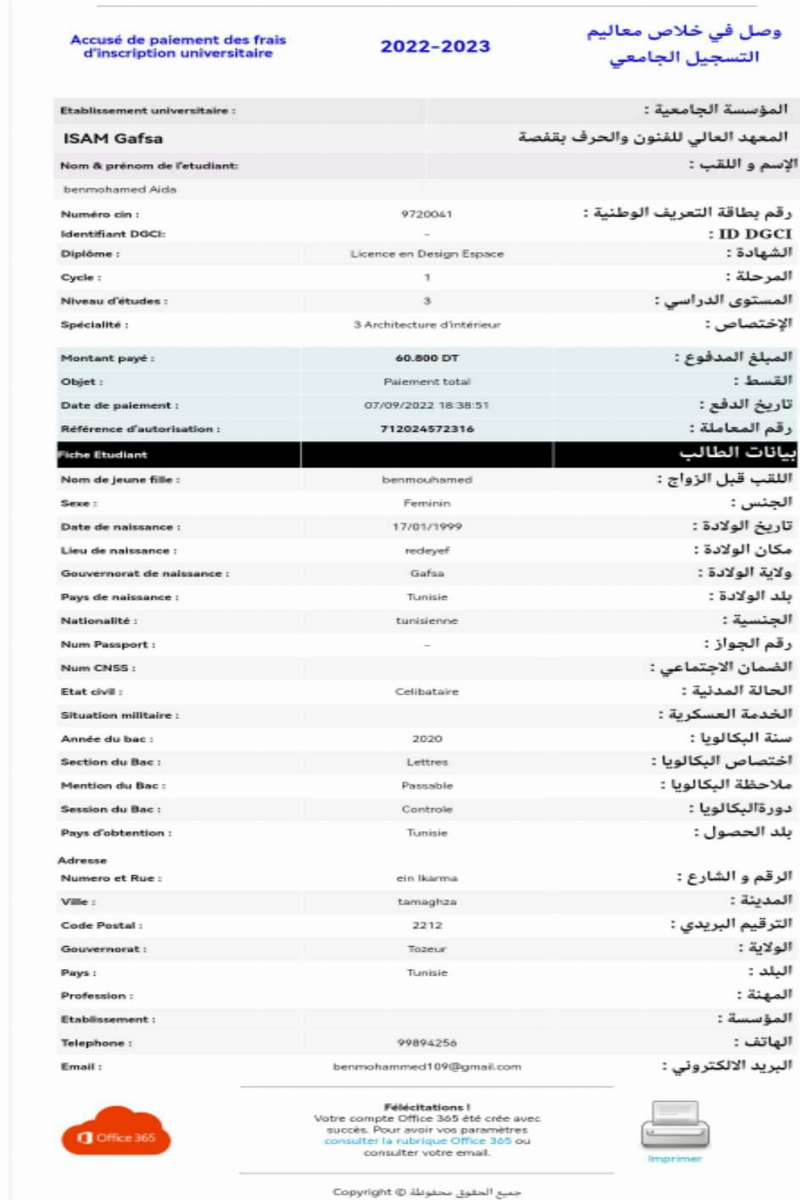 Accusé de paiement des frais d'inscription universitaire
2022-2023
وصل في خلاص معاليم التسجيل الجامعي
Etablissement universitaire : المؤسسة الجامعية :
ISAM Gafsa المعهد العالي للفنون والحرف بقفصة
Nom & prénom de l'etudiant: الإسم و اللقب :
benmohamed Aida
Numéro cin : 9720041 رقم بطاقة التعريف الوطنية :
Identifiant DGCI: - ID DGCI :
Diplôme : Licence en Design Espace الشهادة :
Cycle : 1 المرحلة :
Niveau d'études : 3 المستوى الدراسي :
Spécialité : 3 Architecture d'intérieur الإختصاص :
Montant payé : 60.800 DT المبلغ المدفوع :
Objet : Paiement total القسط :
Date de paiement : 07/09/2022 18:38:51 تاريخ الدفع :
Référence d'autorisation : 712024572316 رقم المعاملة :
Fiche Etudiant بيانات الطالب
Nom de jeune fille : benmouhamed اللقب قبل الزواج :
Sexe : Feminin الجنس :
Date de naissance : 17/01/1999 تاريخ الولادة :
Lieu de naissance : redeyef مكان الولادة :
Gouvernorat de naissance : Gafsa ولاية الولادة :
Pays de naissance : Tunisie بلد الولادة :
Nationalité : tunisienne الجنسية :
Num Passport : - رقم الجواز :
Num CNSS : الضمان الاجتماعي :
Etat civil : Celibataire الحالة المدنية :
Situation militaire : الخدمة العسكرية :
Année du bac : 2020 سنة البكالويا :
Section du Bac : Lettres اختصاص البكالويا :
Mention du Bac : Passable ملاحظة البكالويا :
Session du Bac : Controle دورةالبكالويا :
Pays d'obtention : Tunisie بلد الحصول :
Adresse
Numero et Rue : ein lkarma الرقم و الشارع :
Ville : tamaghza المدينة :
Code Postal : 2212 الترقيم البريدي :
Gouvernorat : Tozeur الولاية :
Pays : Tunisie البلد :
Profession : المهنة :
Etablissement : المؤسسة :
Telephone : 99894256 الهاتف :
Email : benmohammed109@gmail.com البريد الالكتروني :
Office 365
Félécitations !
Votre compte Office 365 été crée avec
succès. Pour avoir vos paramètres
consulter la rubrique Office 365 ou
consulter votre email.
Imprimer
Copyright © جميع الحقوق محفوظة